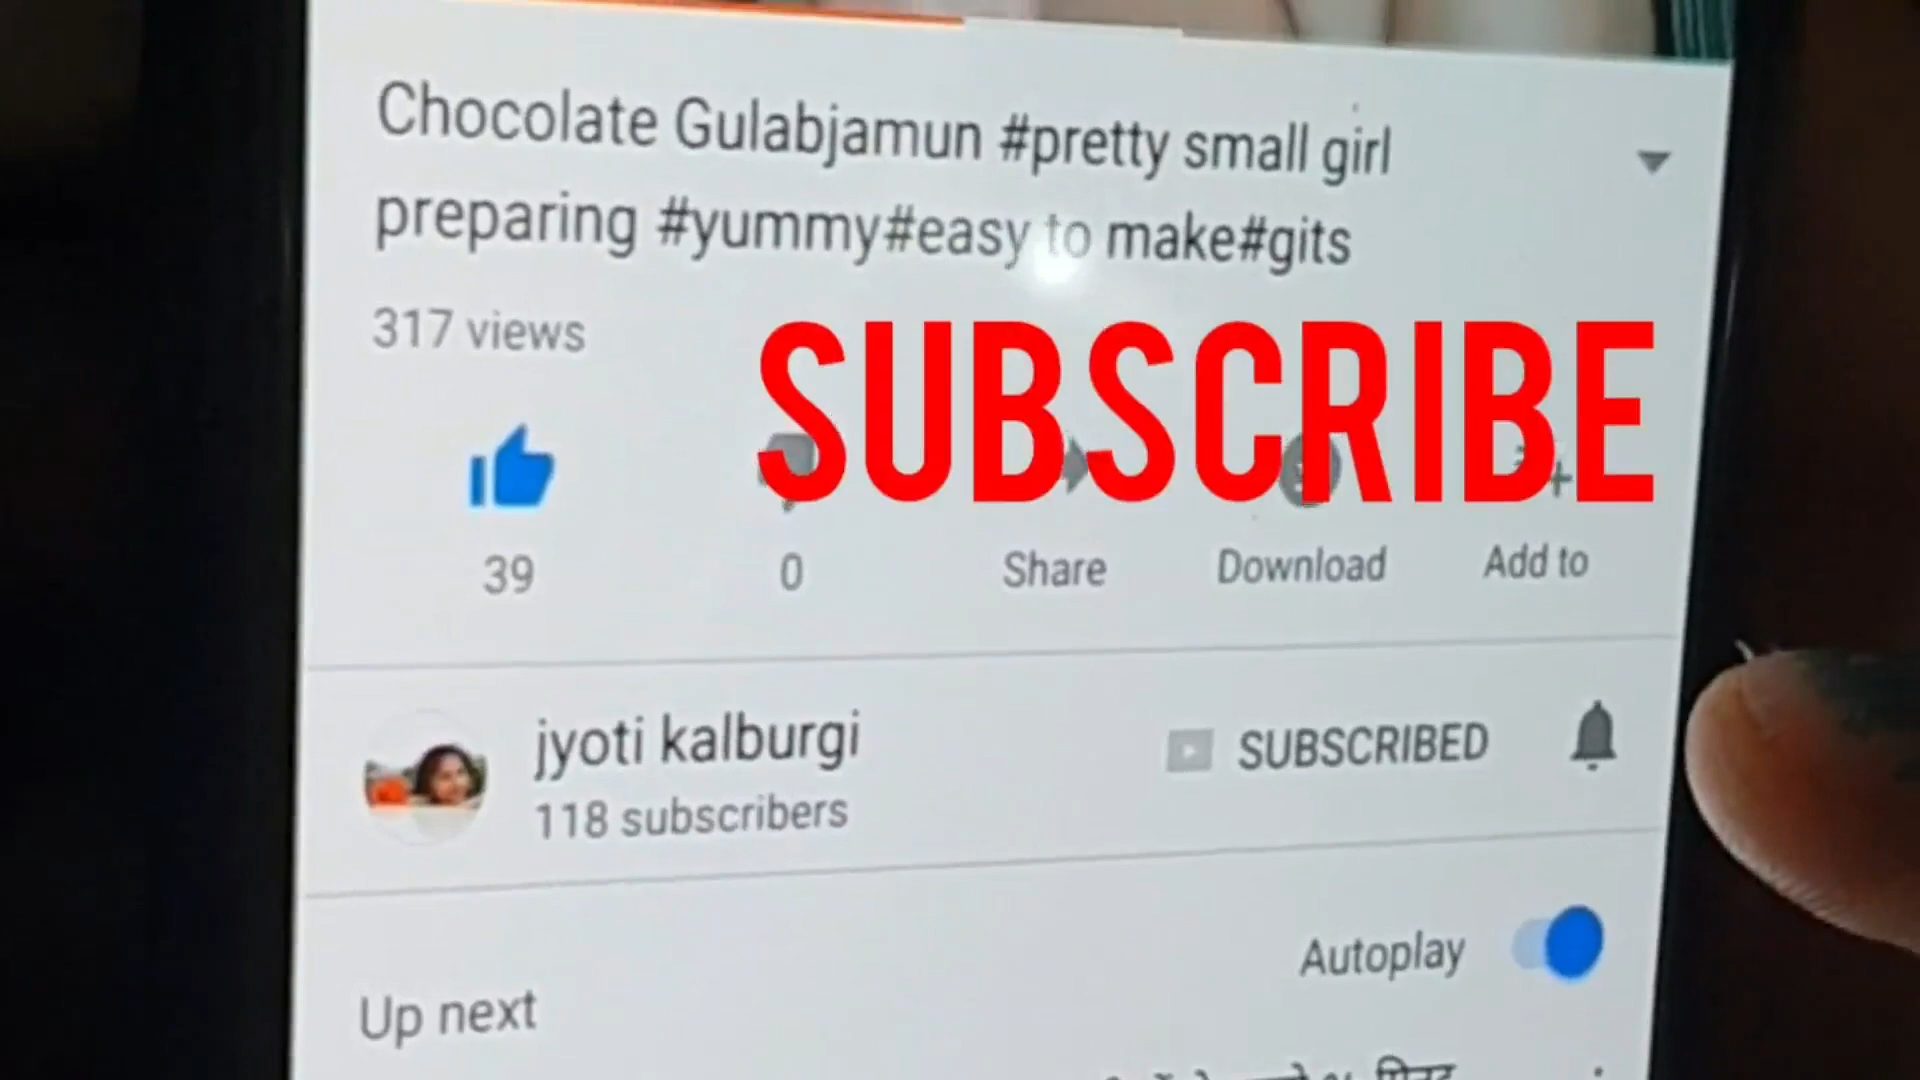 Chocolate Gulabjamun #pretty small girl
preparing #yummy#easy to make#gits
317 views
SUBSCRIBE
39
0
Share
Download
Add to
jyoti kalburgi
118 subscribers
SUBSCRIBED
Autoplay
Up next